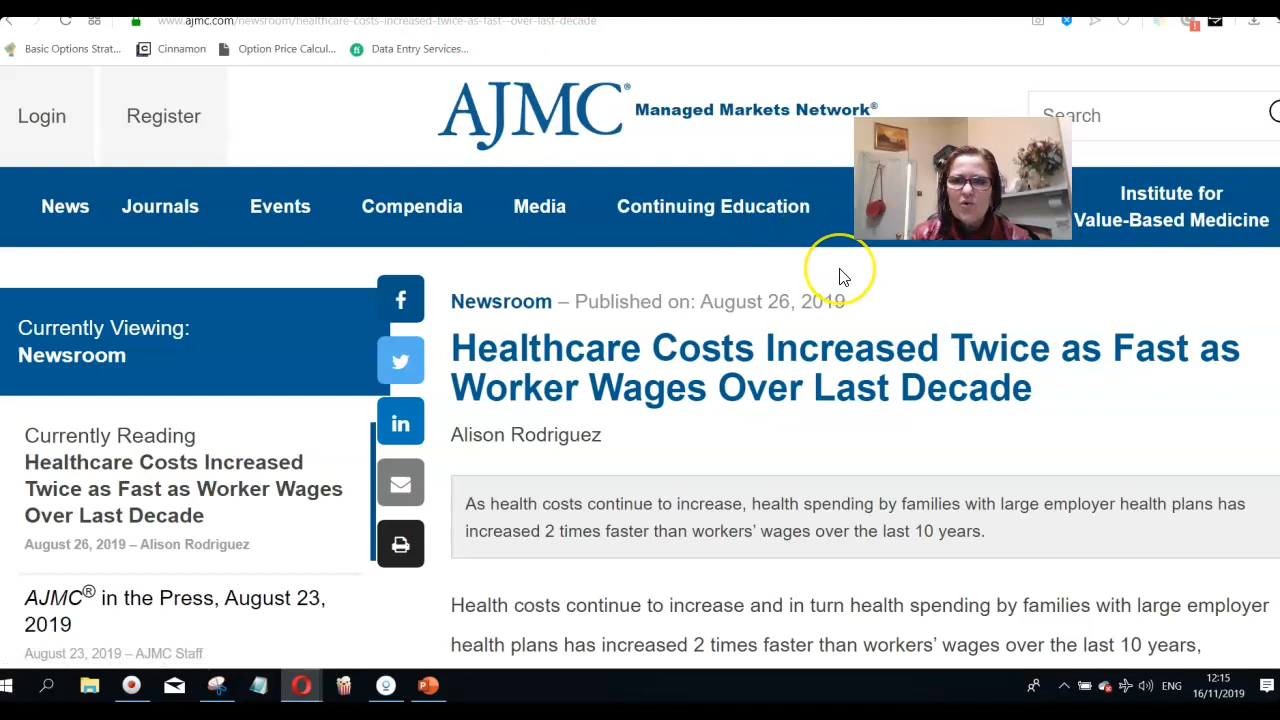 www.ajmc.com/newsroom/healthcare-costs-increased-twice-as-fast--over-last-decade
Basic Options Strat... Cinnamon Option Price Calcul... Data Entry Services...
Login Register AJMC® Managed Markets Network® Search
News Journals Events Compendia Media Continuing Education Institute for
Value-Based Medicine
Currently Viewing:
Newsroom
Currently Reading
Healthcare Costs Increased
Twice as Fast as Worker Wages
Over Last Decade
August 26, 2019 – Alison Rodriguez
AJMC® in the Press, August 23,
2019
August 23, 2019 – AJMC Staff
Newsroom – Published on: August 26, 2019
Healthcare Costs Increased Twice as Fast as
Worker Wages Over Last Decade
Alison Rodriguez
As health costs continue to increase, health spending by families with large employer health plans has
increased 2 times faster than workers’ wages over the last 10 years.
Health costs continue to increase and in turn health spending by families with large employer
health plans has increased 2 times faster than workers’ wages over the last 10 years,
ENG
12:15
16/11/2019